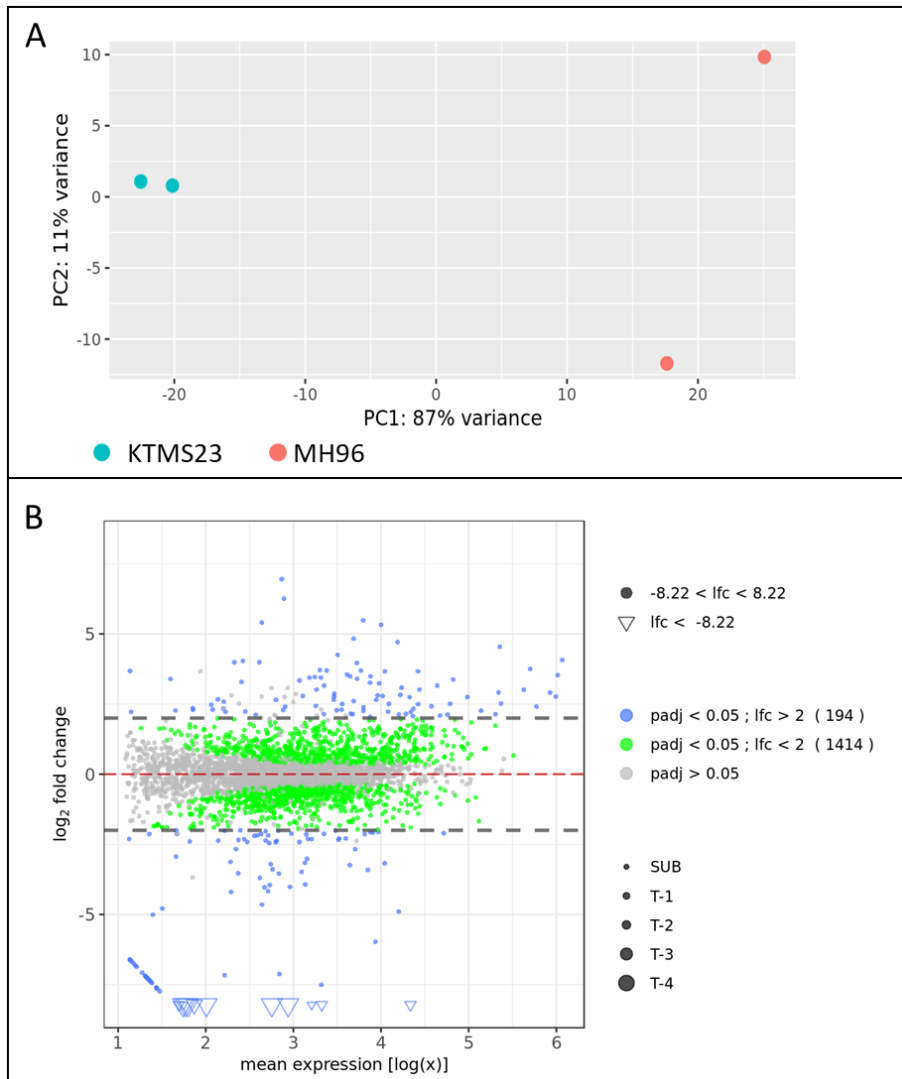 A
10
5
0
-5
-10
PC2: 11% variance
-20 -10 0 10 20
PC1: 87% variance
KTMS23 MH96
B
5
0
-5
log2 fold change
1 2 3 4 5 6
mean expression [log(x)]
-8.22 < lfc < 8.22
lfc < -8.22
padj < 0.05 ; lfc > 2 ( 194 )
padj < 0.05 ; lfc < 2 ( 1414 )
padj > 0.05
SUB
T-1
T-2
T-3
T-4